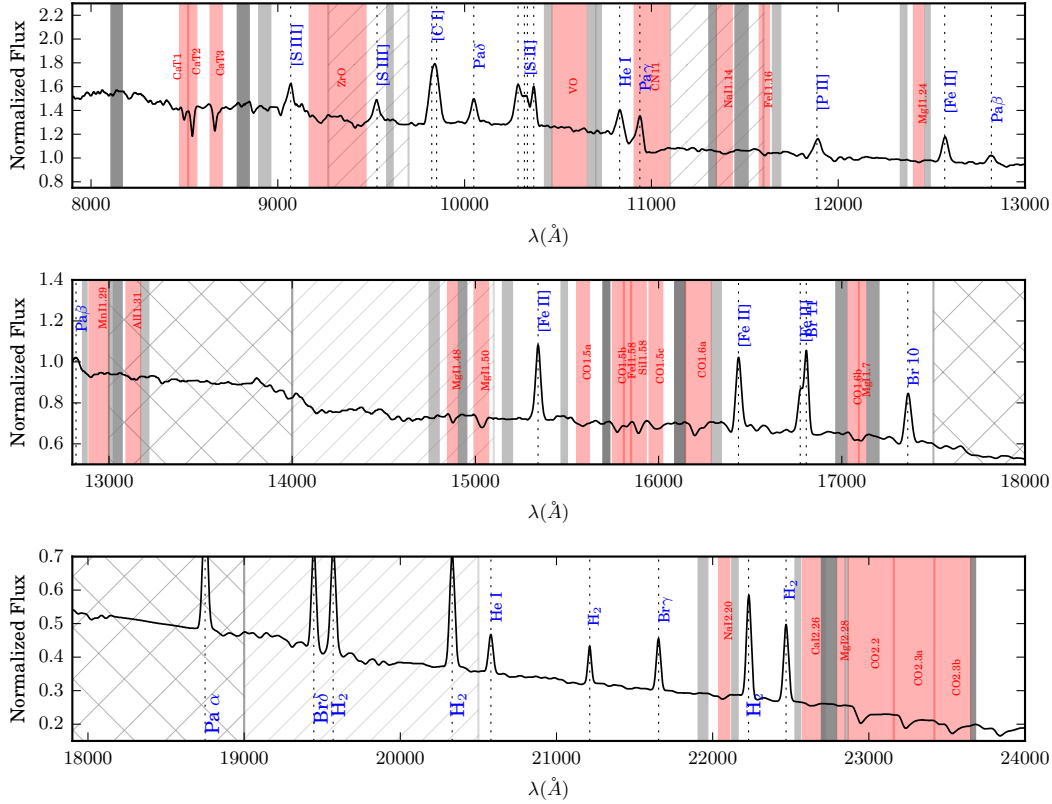 Normalized Flux
2.2
2.0
1.8
1.6
1.4
1.2
1.0
0.8
CaT1
CaT2
CaT3
[S III]
ZrO
[S III]
[C I]
Paδ
[S II]
VO
He I
Paγ
CN11
NaI1.14
FeI1.16
[P II]
MgI1.24
[Fe II]
Paβ
8000
9000
10000
11000
12000
13000
λ(Å)
Normalized Flux
1.4
1.2
1.0
0.8
0.6
Paβ
MnI1.29
AlI1.31
MgI1.48
MgI1.50
[Fe II]
CO1.5a
CO1.5b
FeI1.58
SiI1.58
CO1.5c
CO1.6a
[Fe II]
[Fe II]
Br 11
CO1.6b
MgI1.7
Br 10
13000
14000
15000
16000
17000
18000
λ(Å)
Normalized Flux
0.7
0.6
0.5
0.4
0.3
0.2
Pa α
Brδ
H₂
H₂
He I
H₂
Brγ
NaI2.20
H₂
H₂
CaI2.26
MgI2.28
CO2.2
CO2.3a
CO2.3b
18000
19000
20000
21000
22000
23000
24000
λ(Å)